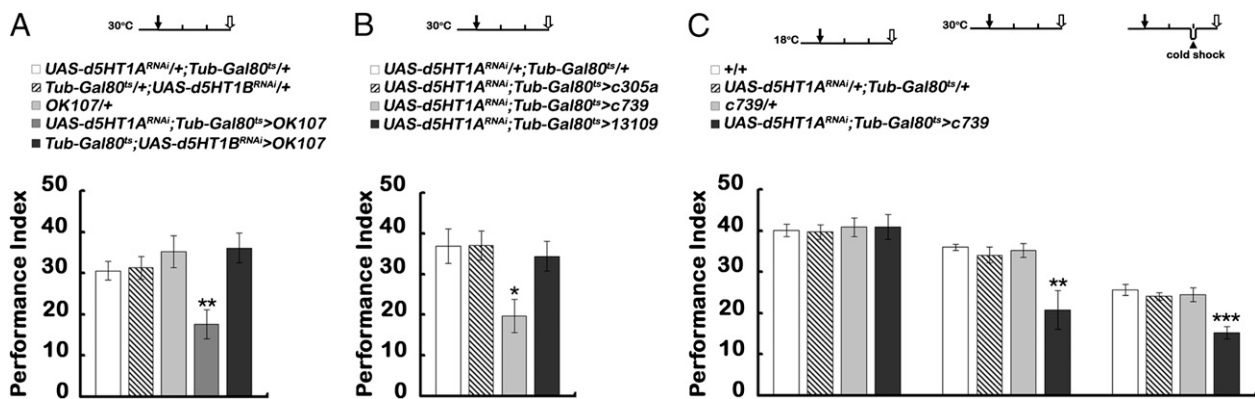 A
30°C
UAS-d5HT1A^RNAi/+;Tub-Gal80^ts/+
Tub-Gal80^ts/+;UAS-d5HT1B^RNAi/+
OK107/+
UAS-d5HT1A^RNAi;Tub-Gal80^ts>OK107
Tub-Gal80^ts;UAS-d5HT1B^RNAi>OK107
Performance Index
50
40
30
20
10
0
**
B
30°C
UAS-d5HT1A^RNAi/+;Tub-Gal80^ts/+
UAS-d5HT1A^RNAi;Tub-Gal80^ts>c305a
UAS-d5HT1A^RNAi;Tub-Gal80^ts>c739
UAS-d5HT1A^RNAi;Tub-Gal80^ts>13109
Performance Index
50
40
30
20
10
0
*
C
18°C
30°C
cold shock
+/+
UAS-d5HT1A^RNAi/+;Tub-Gal80^ts/+
c739/+
UAS-d5HT1A^RNAi;Tub-Gal80^ts>c739
Performance Index
50
40
30
20
10
0
**
***